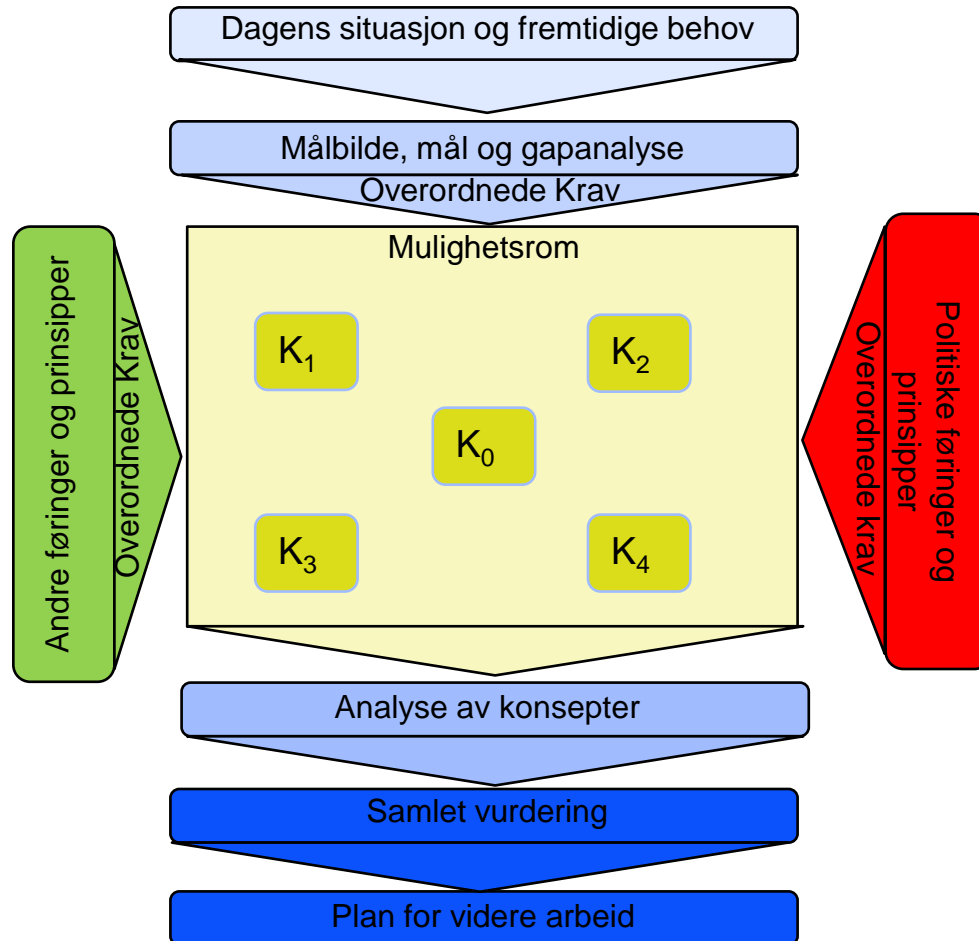 Dagens situasjon og fremtidige behov
Målbilde, mål og gapanalyse
Overordnede Krav
Andre føringer og prinsipper
Overordnede Krav
Mulighetsrom
K₁
K₂
K₀
K₃
K₄
Overordnede krav
Politiske føringer og
prinsipper
Analyse av konsepter
Samlet vurdering
Plan for videre arbeid